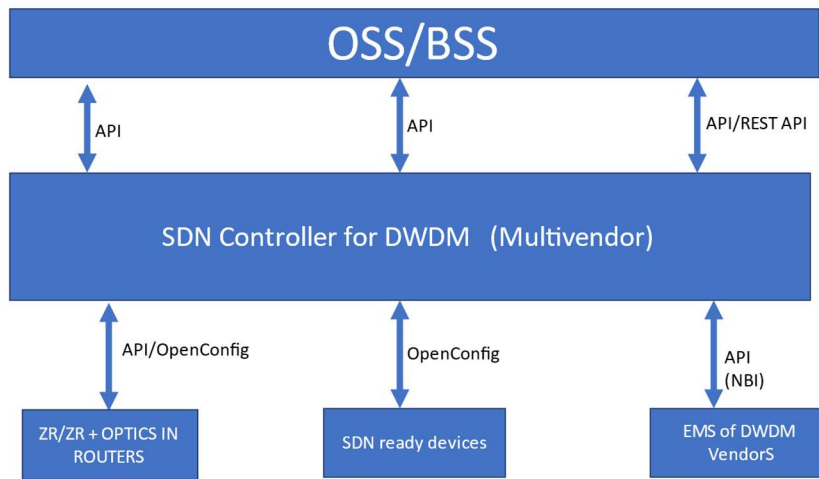 OSS/BSS
API
API
API/REST API
SDN Controller for DWDM (Multivendor)
API/OpenConfig
OpenConfig
API
(NBI)
ZR/ZR + OPTICS IN
ROUTERS
SDN ready devices
EMS of DWDM
VendorS